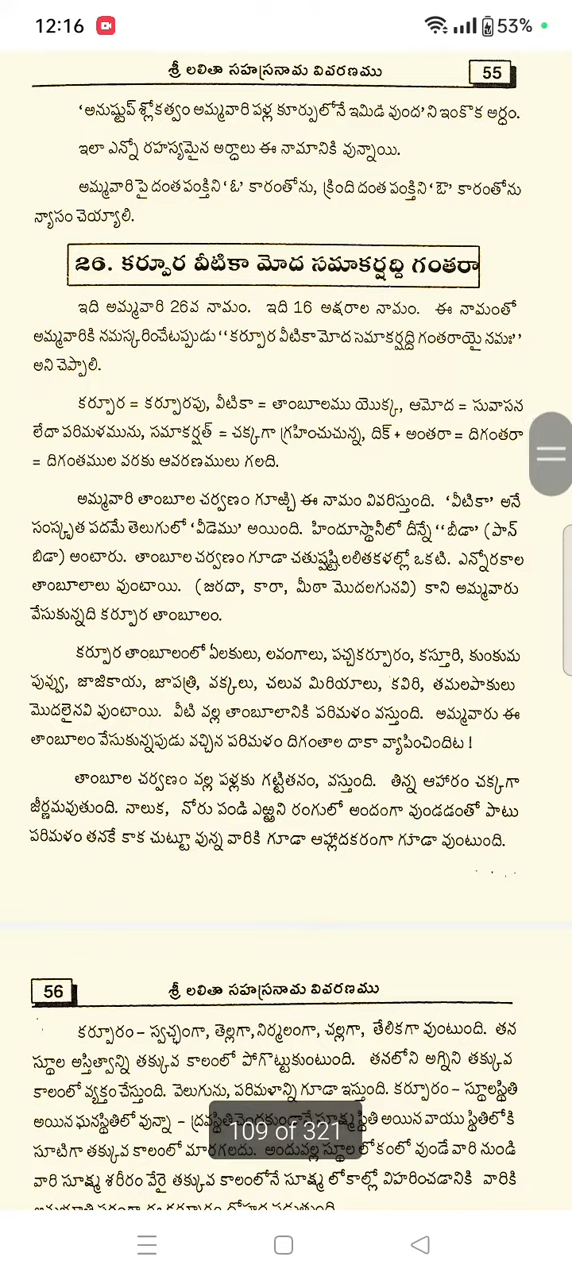 12:16
53%
శ్రీ లలితా సహస్రనామ వివరణము 55
'అనుష్టుప్ శ్లోకత్వం అమ్మవారి పళ్ల కూర్పులోనే ఇమిడి వుంద' ని ఇంకొక అర్ధం.
ఇలా ఎన్నో రహస్యమైన అర్ధాలు ఈ నామానికి వున్నాయి.
అమ్మవారి పై దంత పంక్తిని 'ఓ' కారంతోను, క్రింది దంత పంక్తిని 'ఔ' కారంతోను
న్యాసం చెయ్యాలి.
26. కర్పూర వీటికా మోద సమాకర్షద్ది గంతరా
ఇది అమ్మవారి 26వ నామం. ఇది 16 అక్షరాల నామం. ఈ నామంతో
అమ్మవారికి నమస్కరించేటప్పుడు "కర్పూర వీటికా మోద సమాకర్షద్ది గంతరాయై నమః"
అని చెప్పాలి.
కర్పూర = కర్పూరపు, వీటికా = తాంబూలము యొక్క, ఆమోద = సువాసన
లేదా పరిమళమును, సమాకర్షత్ = చక్కగా గ్రహించుచున్న, దిక్ + అంతరా = దిగంతరా
= దిగంతముల వరకు ఆవరణములు గలది.
అమ్మవారి తాంబూల చర్వణం గూర్చి ఈ నామం వివరిస్తుంది. 'వీటికా' అనే
సంస్కృత పదమే తెలుగులో 'వీడెము' అయింది. హిందూస్థానీలో దీన్నే "బీడా' (పాన్
బిడా) అంటారు. తాంబూల చర్వణం గూడా చతుష్షష్టి లలితకళల్లో ఒకటి. ఎన్నోరకాల
తాంబూలాలు వుంటాయి. (జరదా, కారా, మీఠా మొదలగునవి) కాని అమ్మవారు
వేసుకున్నది కర్పూర తాంబూలం.
కర్పూర తాంబూలంలో ఏలకులు, లవంగాలు, పచ్చకర్పూరం, కస్తూరి, కుంకుమ
పువ్వు, జాజికాయ, జాపత్రి, వక్కలు, చలువ మిరియాలు, కవిరి, తమలపాకులు
మొదలైనవి వుంటాయి. వీటి వల్ల తాంబూలానికి పరిమళం వస్తుంది. అమ్మవారు ఈ
తాంబూలం వేసుకున్నపుడు వచ్చిన పరిమళం దిగంతాల దాకా వ్యాపించిందిట !
తాంబూల చర్వణం వల్ల పళ్లకు గట్టితనం, వస్తుంది. తిన్న ఆహారం చక్కగా
జీర్ణమవుతుంది. నాలుక, నోరు పండి ఎఱ్ఱని రంగులో అందంగా వుండడంతో పాటు
పరిమళం తనకే కాక చుట్టూ వున్న వారికి గూడా ఆహ్లాదకరంగా గూడా వుంటుంది.
56 శ్రీ లలితా సహస్రనామ వివరణము
కర్పూరం – స్వచ్ఛంగా, తెల్లగా, నిర్మలంగా, చల్లగా, తేలికగా వుంటుంది. తన
స్థూల అస్తిత్వాన్ని తక్కువ కాలంలో పోగొట్టుకుంటుంది. తనలోని అగ్నిని తక్కువ
కాలంలో వ్యక్తం చేస్తుంది. వెలుగును, పరిమళాన్ని గూడా ఇస్తుంది. కర్పూరం – స్థూలస్థితి
అయిన ఘనస్థితిలో వున్నా – ద్రవస్థితి చెందకుండానే సూక్ష్మ స్థితి అయిన వాయు స్థితిలోకి
109 of 321
సూటిగా తక్కువ కాలంలో మారగలదు. అందువల్ల స్థూల లోకంలో వుండే వారి నుండి
వారి సూక్ష్మ శరీరం వేరై తక్కువ కాలంలోనే సూక్ష్మ లోకాల్లో విహరించడానికి వారికి